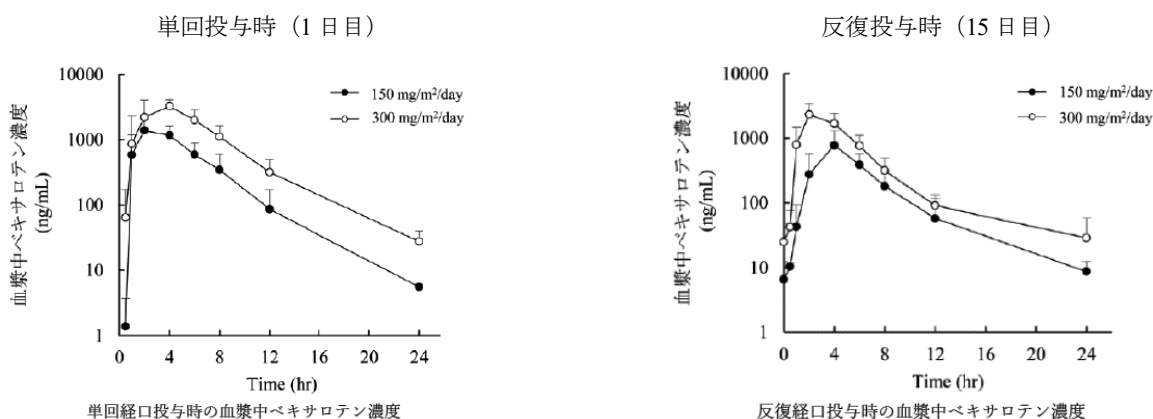 単回投与時（1 日目）
10000
1000
100
10
1
血漿中ベキサロテン濃度
(ng/mL)
150 mg/m²/day
300 mg/m²/day
0
4
8
12
16
20
24
Time (hr)
単回経口投与時の血漿中ベキサロテン濃度
反復投与時（15 日目）
10000
1000
100
10
1
血漿中ベキサロテン濃度
(ng/mL)
150 mg/m²/day
300 mg/m²/day
0
4
8
12
16
20
24
Time (hr)
反復経口投与時の血漿中ベキサロテン濃度